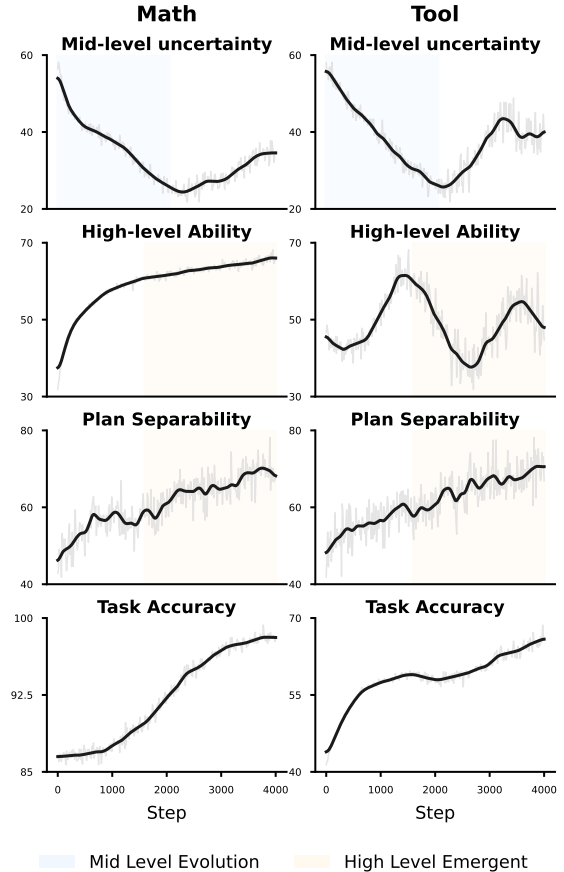 Math Tool
Mid-level uncertainty Mid-level uncertainty
60 60
40 40
20 20
High-level Ability High-level Ability
70 70
50 50
30 30
Plan Separability Plan Separability
80 80
60 60
40 40
Task Accuracy Task Accuracy
100 70
92.5 55
85 40
0 1000 2000 3000 4000 0 1000 2000 3000 4000
Step Step
Mid Level Evolution High Level Emergent